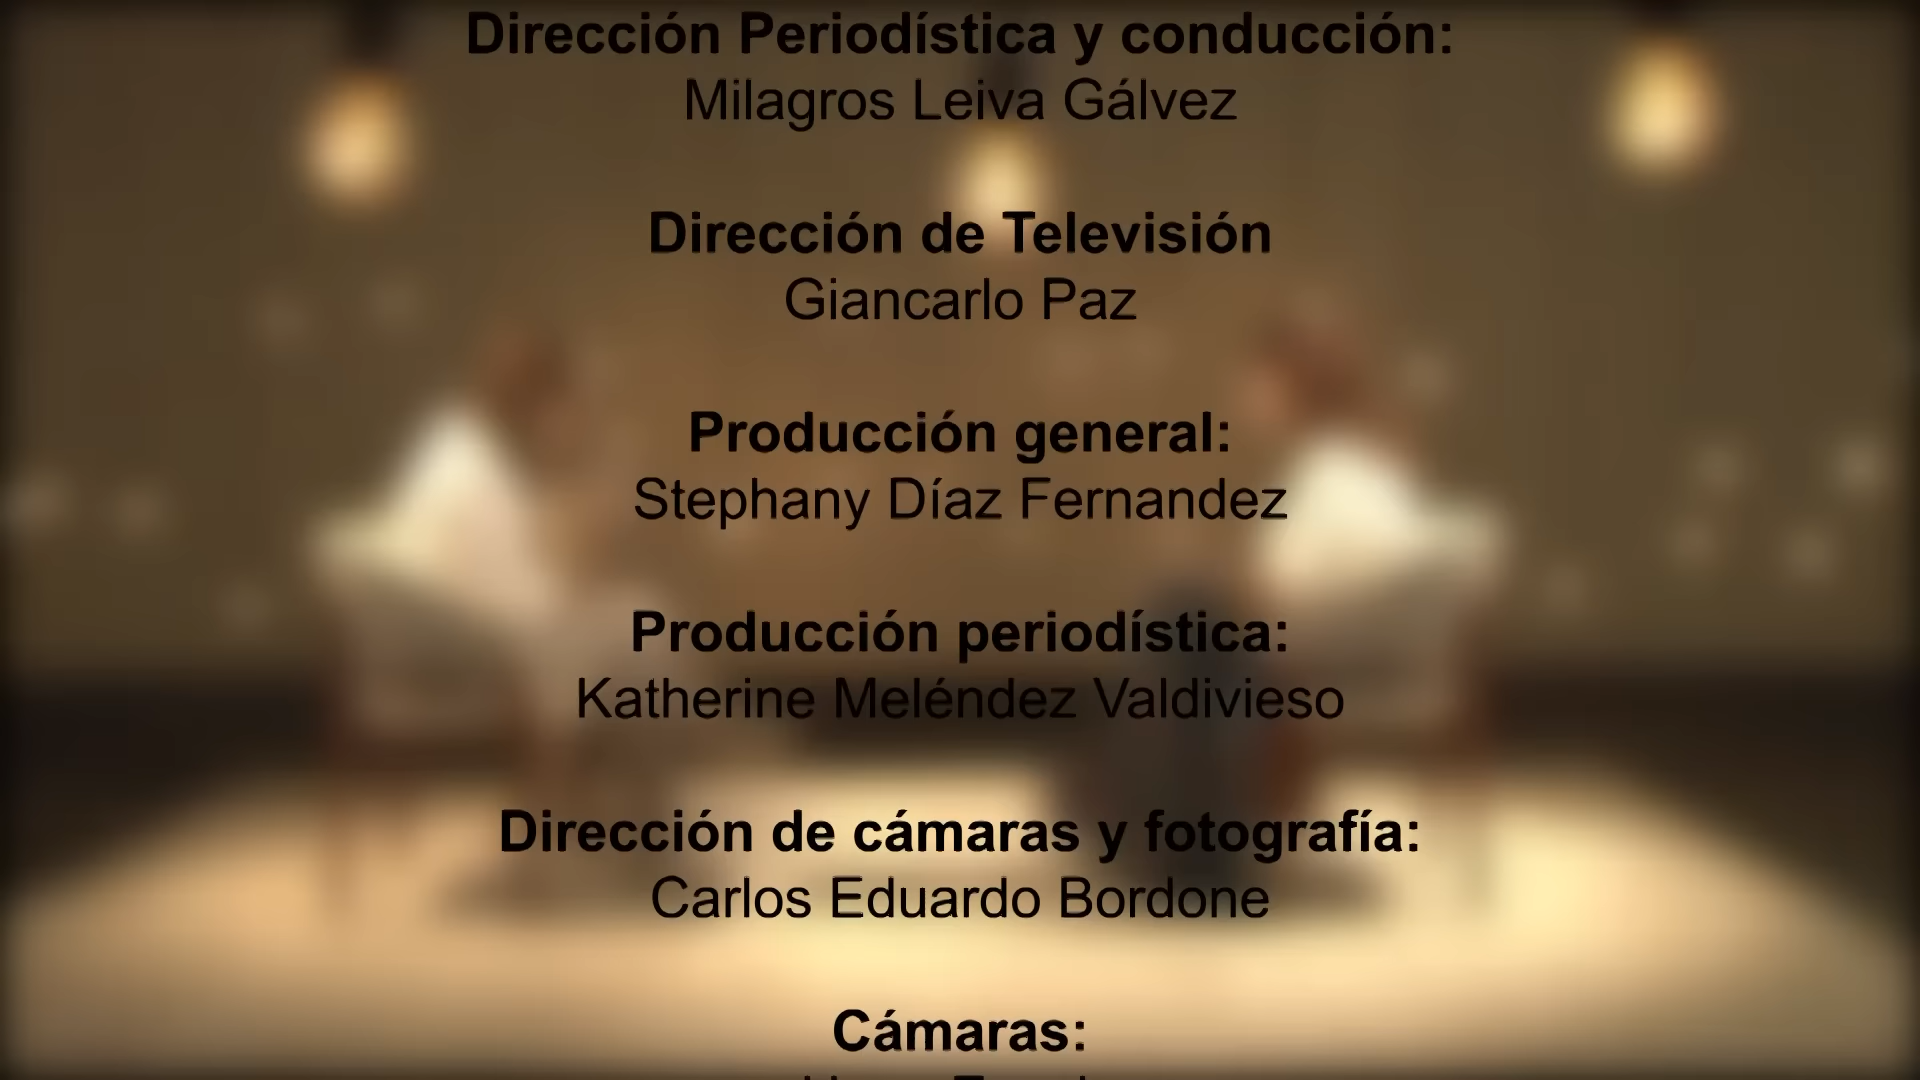 Dirección Periodística y conducción:
Milagros Leiva Gálvez
Dirección de Televisión
Giancarlo Paz
Producción general:
Stephany Díaz Fernandez
Producción periodística:
Katherine Meléndez Valdivieso
Dirección de cámaras y fotografía:
Carlos Eduardo Bordone
Cámaras: